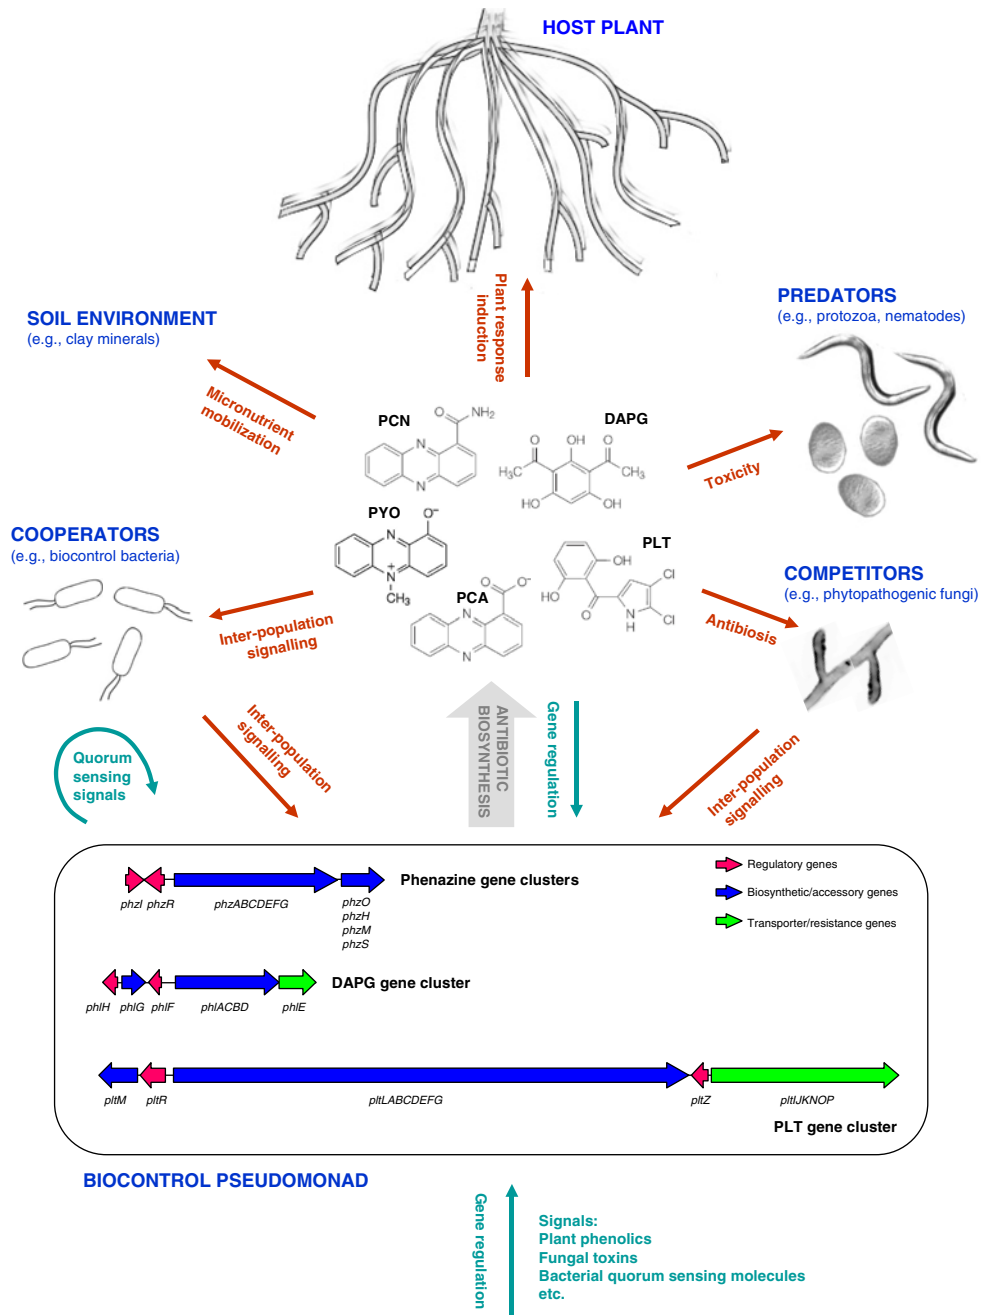 HOST PLANT
Plant response
induction
PREDATORS
(e.g., protozoa, nematodes)
SOIL ENVIRONMENT
(e.g., clay minerals)
Micronutrient
mobilization
PCN
O
NH2
N
N
DAPG
O
OH
O
H3C
CH3
HO
OH
Toxicity
COOPERATORS
(e.g., biocontrol bacteria)
PYO
O–
N
N+
CH3
PLT
OH
HO
O
N
H
Cl
Cl
PCA
O
O–
N
N
COMPETITORS
(e.g., phytopathogenic fungi)
Inter-population
signalling
Antibiosis
Quorum
sensing
signals
Inter-population
signalling
ANTIBIOTIC
BIOSYNTHESIS
Gene regulation
Inter-population
signalling
Phenazine gene clusters
phzI phzR phzABCDEFG phzO
phzH
phzM
phzS
Regulatory genes
Biosynthetic/accessory genes
Transporter/resistance genes
DAPG gene cluster
phlH phlG phlF phlACBD phlE
pltM pltR pltLABCDEFG pltZ pltIJKNOP
PLT gene cluster
BIOCONTROL PSEUDOMONAD
Gene regulation
Signals:
Plant phenolics
Fungal toxins
Bacterial quorum sensing molecules
etc.